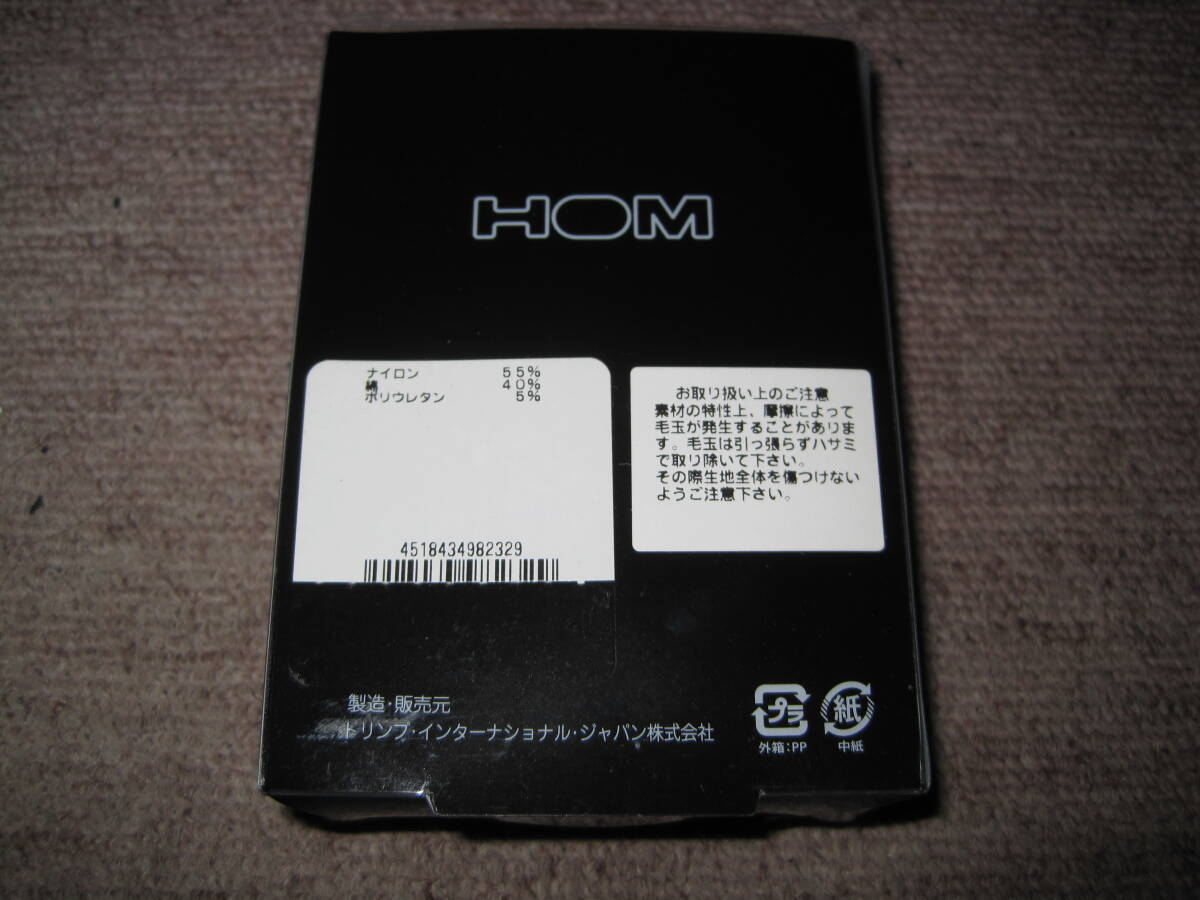 HOM
ナイロン 55%
綿 40%
ポリウレタン 5%
4518434982329
お取り扱い上のご注意
素材の特性上、摩擦によって
毛玉が発生することがありま
す。毛玉は引っ張らずハサミ
で取り除いて下さい。
その際生地全体を傷つけない
ようご注意下さい。
製造・販売元
トリンプ・インターナショナル・ジャパン株式会社
プラ
外箱：PP
紙
中紙